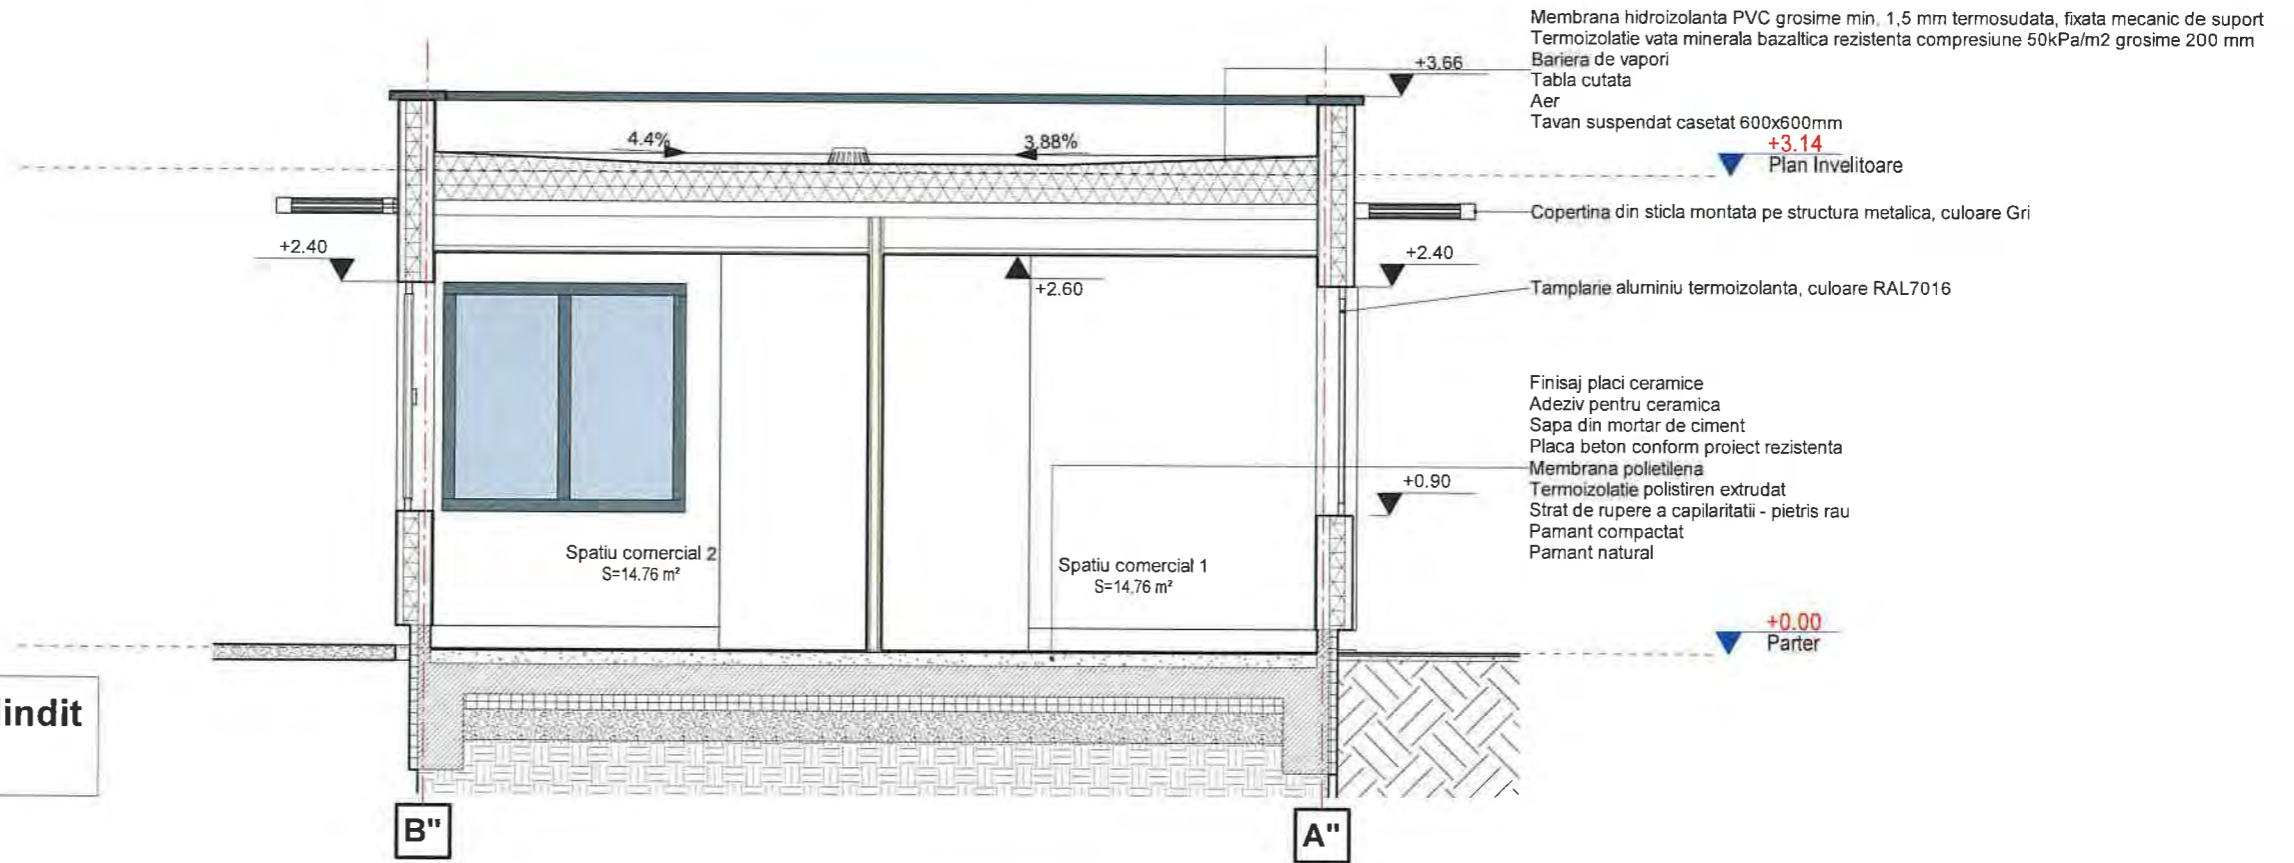 Membrana hidroizolanta PVC grosime min. 1,5 mm termosudata, fixata mecanic de suport
Termoizolatie vata minerala bazaltica rezistenta compresiune 50kPa/m2 grosime 200 mm
Bariera de vapori
Tabla cutata
Aer
Tavan suspendat casetat 600x600mm
+3.66
4.4%
3.88%
+3.14
Plan Invelitoare
Copertina din sticla montata pe structura metalica, culoare Gri
+2.40
+2.40
+2.60
Tamplarie aluminiu termoizolanta, culoare RAL7016
Finisaj placi ceramice
Adeziv pentru ceramica
Sapa din mortar de ciment
Placa beton conform proiect rezistenta
Membrana polietilena
Termoizolatie polistiren extrudat
Strat de rupere a capilaritatii - pietris rau
Pamant compactat
Pamant natural
+0.90
Spatiu comercial 2
S=14.76 m²
Spatiu comercial 1
S=14.76 m²
+0.00
Parter
indit
B"
A"